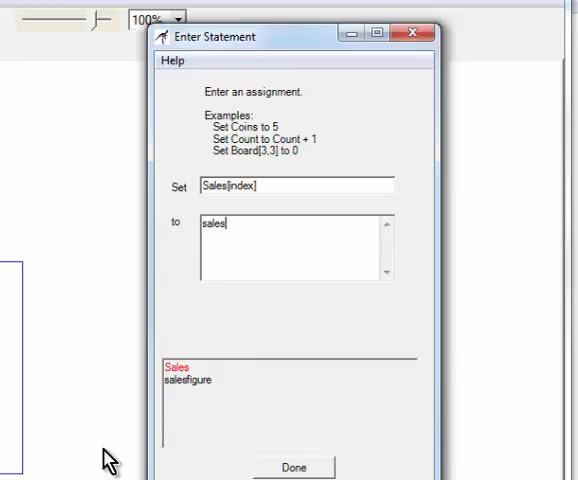 100%
Enter Statement
Help
Enter an assignment.
Examples:
Set Coins to 5
Set Count to Count + 1
Set Board[3,3] to 0
Set
Sales[index]
to
sales
Sales
salesfigure
Done